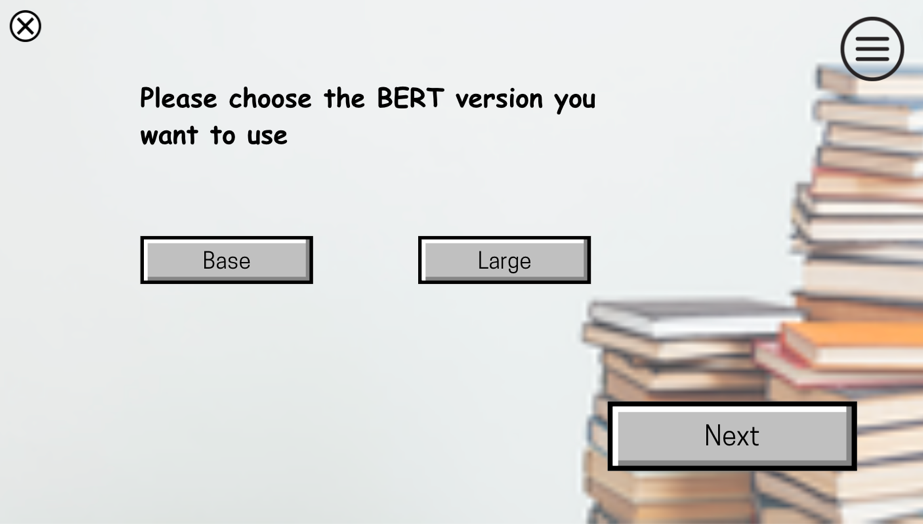 Please choose the BERT version you
want to use
Base
Large
Next